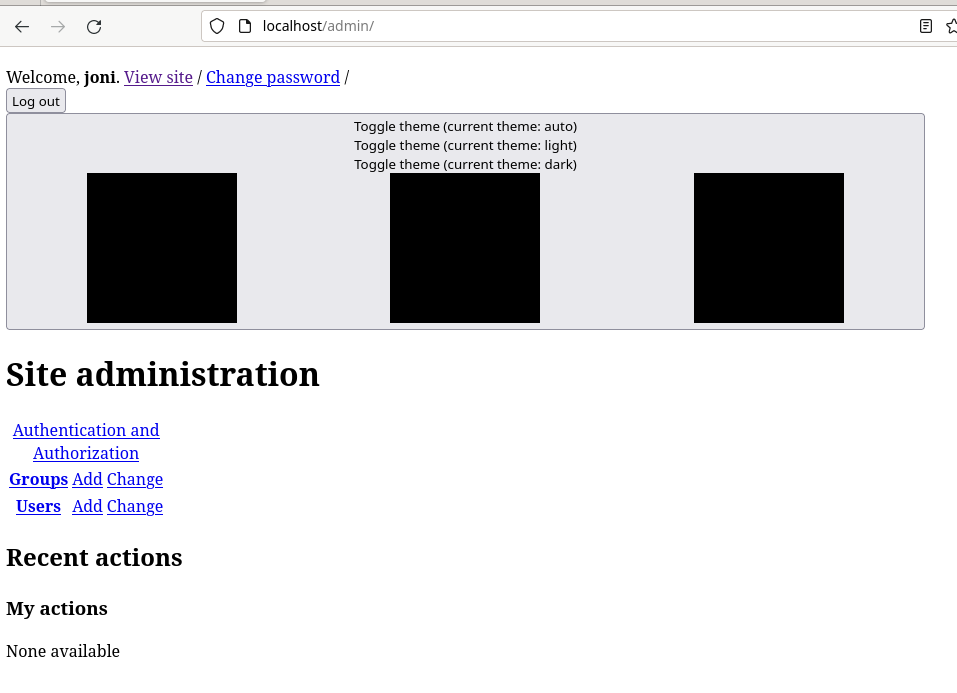 localhost/admin/
Welcome, joni. View site / Change password /
Log out
Toggle theme (current theme: auto)
Toggle theme (current theme: light)
Toggle theme (current theme: dark)
Site administration
Authentication and
Authorization
Groups Add Change
Users Add Change
Recent actions
My actions
None available